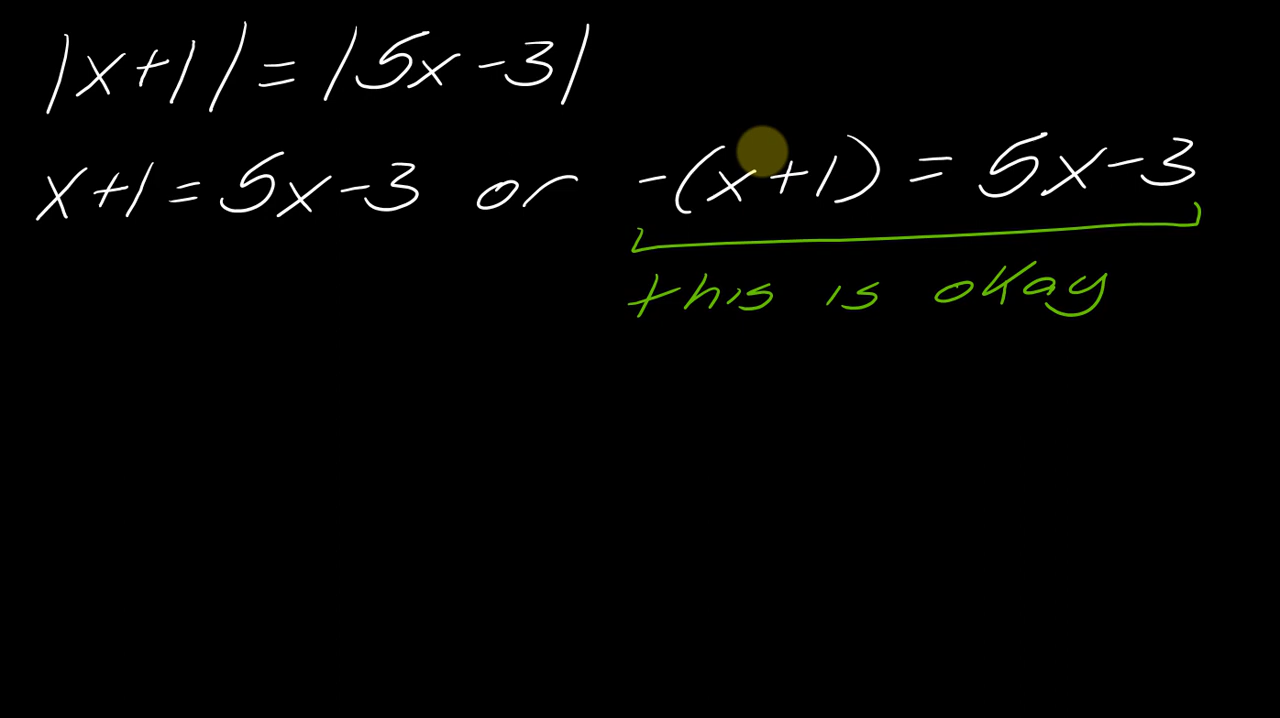 |x+1| = |5x-3|
x+1 = 5x-3 or -(x+1) = 5x-3
this is okay